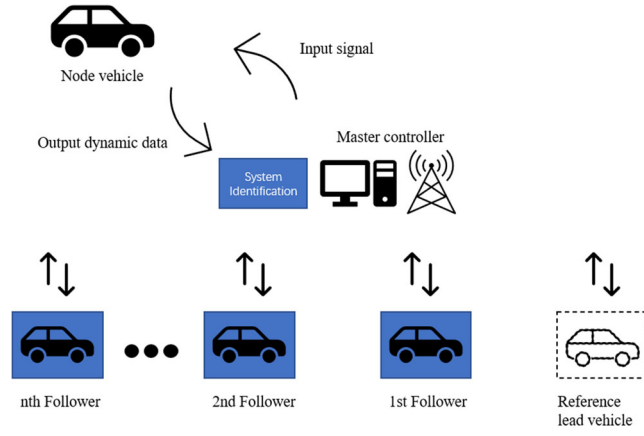 Input signal
Node vehicle
Output dynamic data
Master controller
System
Identification
nth Follower
2nd Follower
1st Follower
Reference
lead vehicle